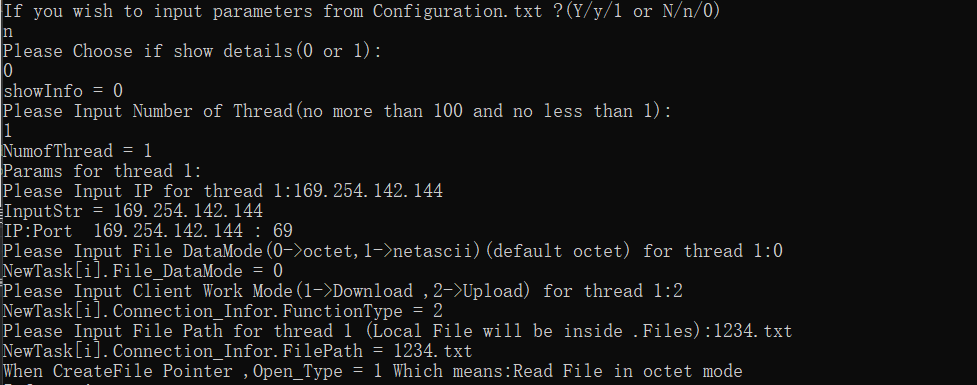 If you wish to input parameters from Configuration.txt ?(Y/y/1 or N/n/0)
n
Please Choose if show details(0 or 1):
0
showInfo = 0
Please Input Number of Thread(no more than 100 and no less than 1):
1
NumofThread = 1
Params for thread 1:
Please Input IP for thread 1:169.254.142.144
InputStr = 169.254.142.144
IP:Port  169.254.142.144 : 69
Please Input File DataMode(0->octet,1->netascii)(default octet) for thread 1:0
NewTask[i].File_DataMode = 0
Please Input Client Work Mode(1->Download ,2->Upload) for thread 1:2
NewTask[i].Connection_Infor.FunctionType = 2
Please Input File Path for thread 1 (Local File will be inside .Files):1234.txt
NewTask[i].Connection_Infor.FilePath = 1234.txt
When CreateFile Pointer ,Open_Type = 1 Which means:Read File in octet mode